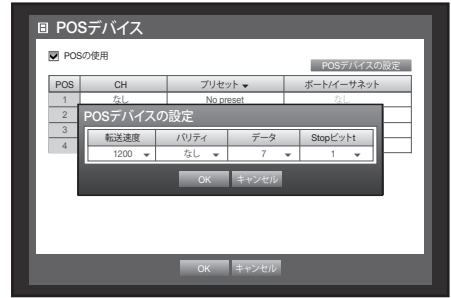 POSデバイス
POSの使用
POSデバイスの設定
POS CH プリセット ポート/イーサネット
1 なし No preset なし
2
3
4
POSデバイスの設定
転送速度 パリティ データ Stopビットt
1200 なし 7 1
OK キャンセル
OK キャンセル